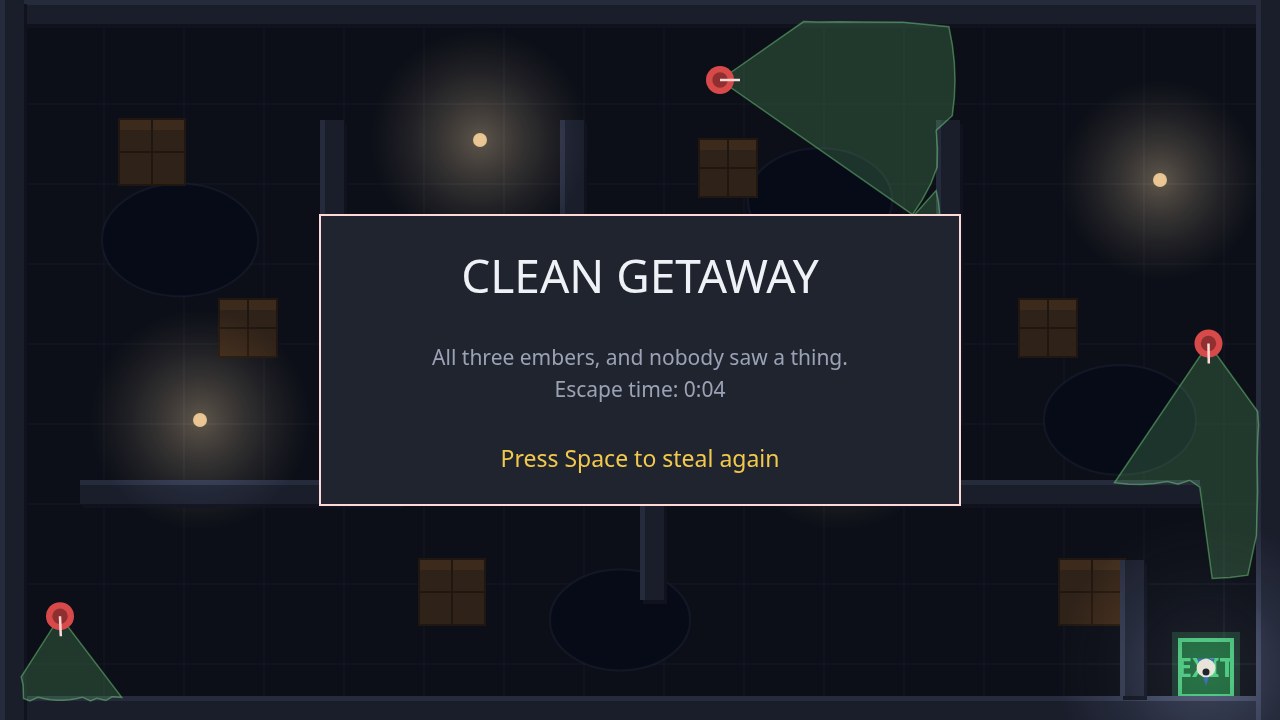 CLEAN GETAWAY
All three embers, and nobody saw a thing.
Escape time: 0:04
Press Space to steal again
EXIT